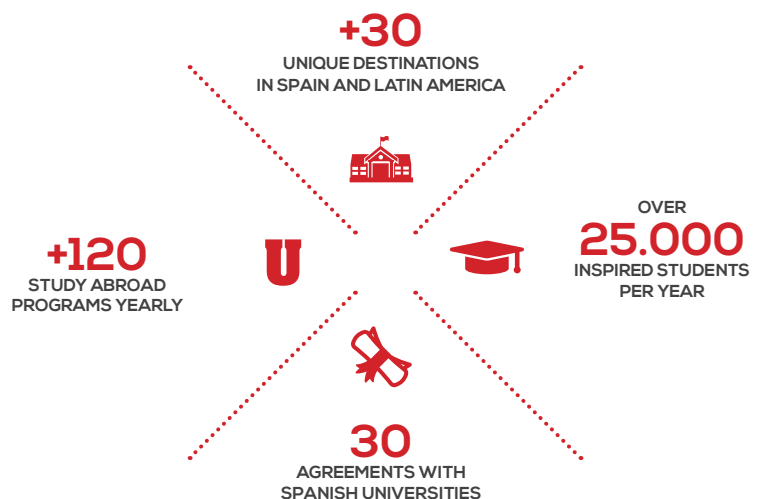 +30
UNIQUE DESTINATIONS
IN SPAIN AND LATIN AMERICA
+120
STUDY ABROAD
PROGRAMS YEARLY
U
OVER
25.000
INSPIRED STUDENTS
PER YEAR
30
AGREEMENTS WITH
SPANISH UNIVERSITIES